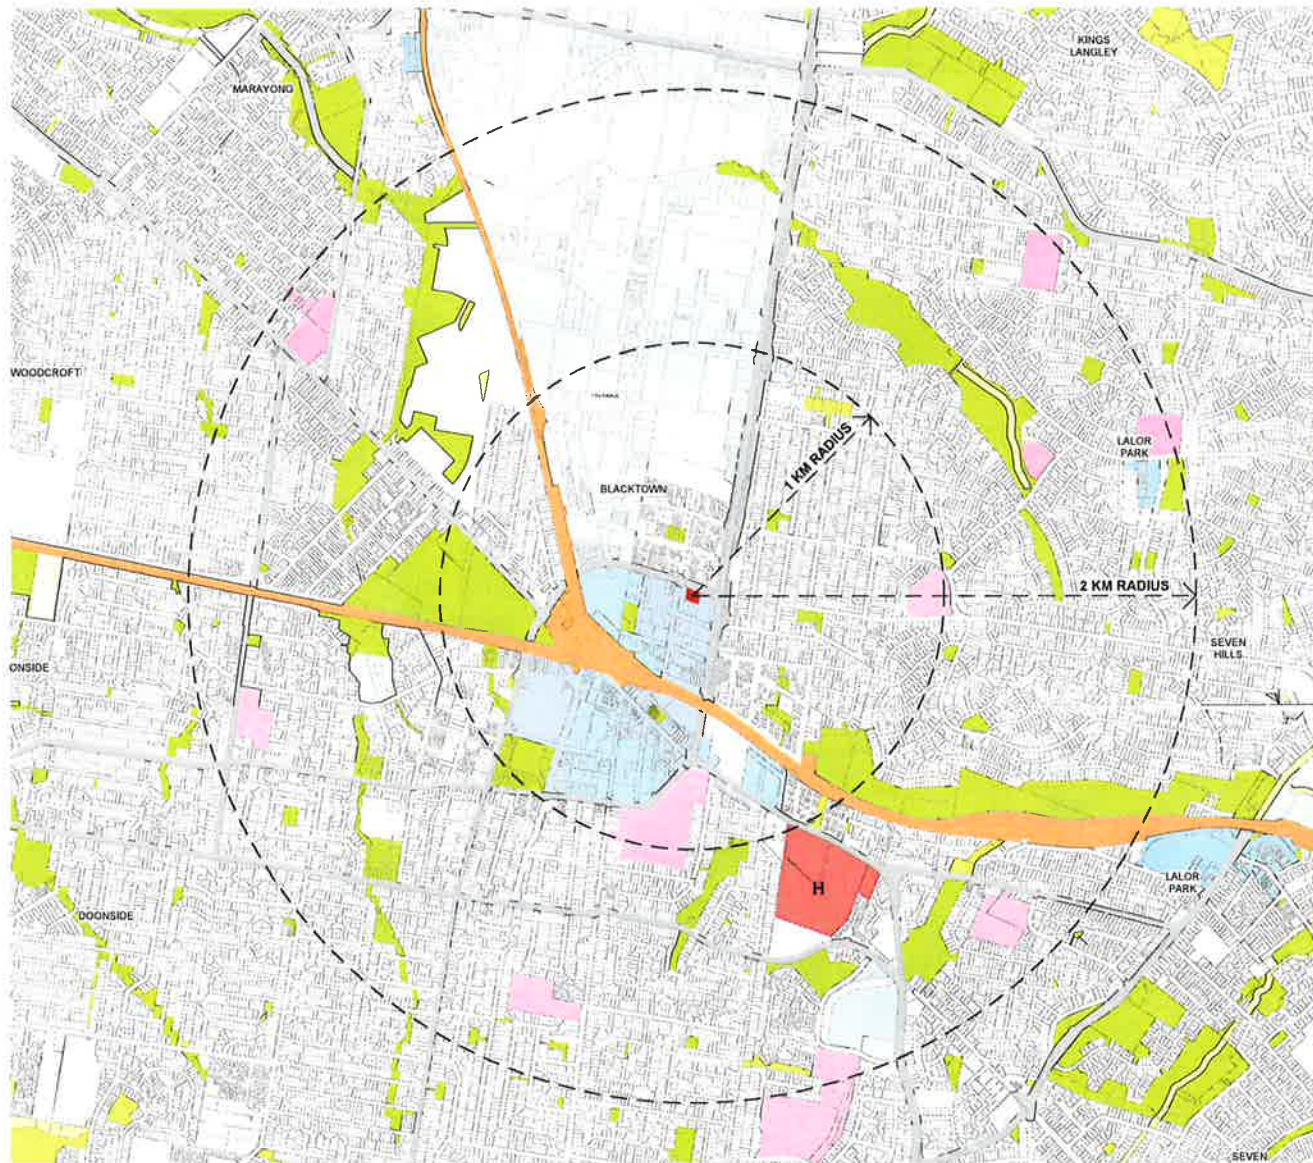 KINGS
LANGLEY
MARAYONG
WOODCROFT
1 KM RADIUS
LALOR
PARK
BLACKTOWN
2 KM RADIUS
SEVEN
HILLS
ONSIDE
H
LALOR
PARK
DOONSIDE
SEVEN